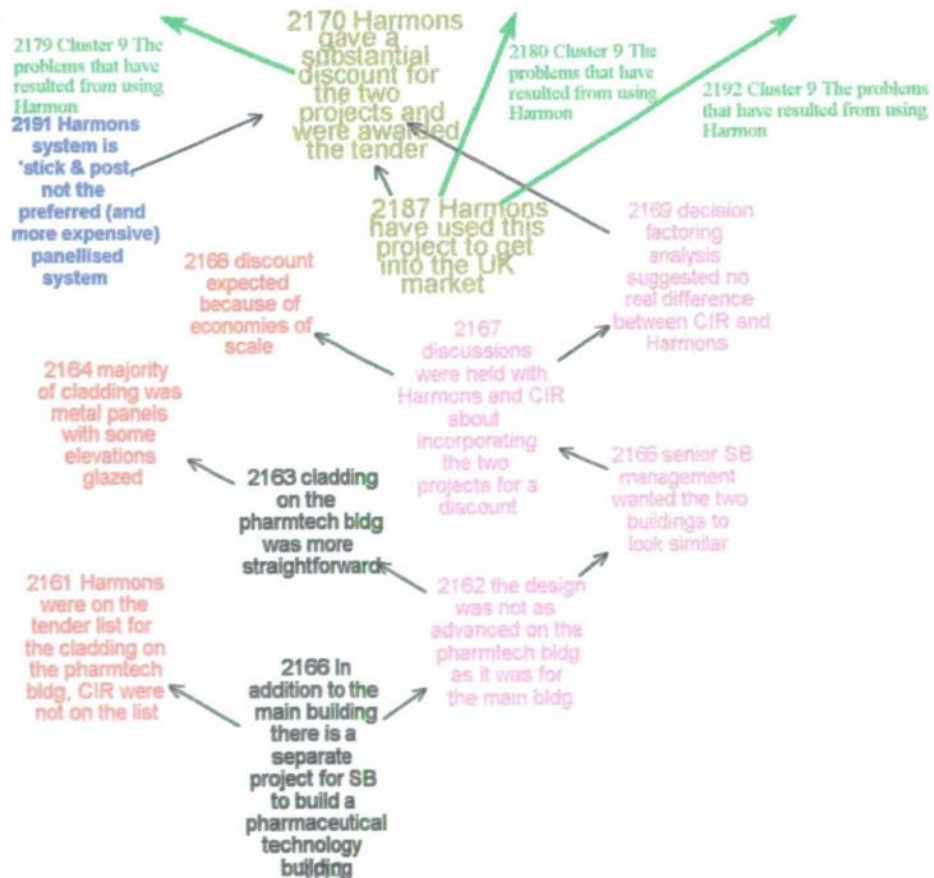 2170 Harmons
gave a
substantial
discount for
the two
projects and
were awarded
the tender
2179 Cluster 9 The
problems that have
resulted from using
Harmon
2180 Cluster 9 The
problems that have
resulted from using
Harmon
2192 Cluster 9 The problems
that have resulted from using
Harmon
2191 Harmons
system is
'stick & post,
not the
preferred (and
more expensive)
panellised
system
2187 Harmons
have used this
project to get
into the UK
market
2169 decision
factoring
analysis
suggested no
real difference
between CIR and
Harmons
2168 discount
expected
because of
economies of
scale
2167
discussions
were held with
Harmons and CIR
about
incorporating
the two
projects for a
discount
2164 majority
of cladding was
metal panels
with some
elevations
glazed
2163 cladding
on the
pharmtech bldg
was more
straightforward
2165 senior SB
management
wanted the two
buildings to
look similar
2161 Harmons
were on the
tender list for
the cladding on
the pharmtech
bldg, CIR were
not on the list
2162 the design
was not as
advanced on the
pharmtech bldg
as it was for
the main bldg
2166 In
addition to the
main building
there is a
separate
project for SB
to build a
pharmaceutical
technology
building